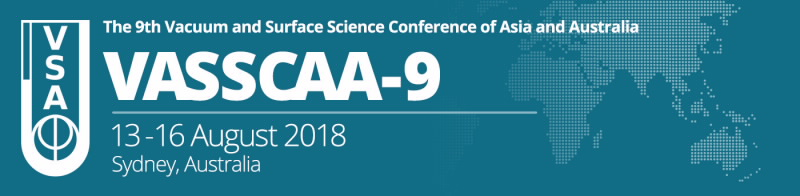 V
S
A
The 9th Vacuum and Surface Science Conference of Asia and Australia
VASSCAA-9
13-16 August 2018
Sydney, Australia